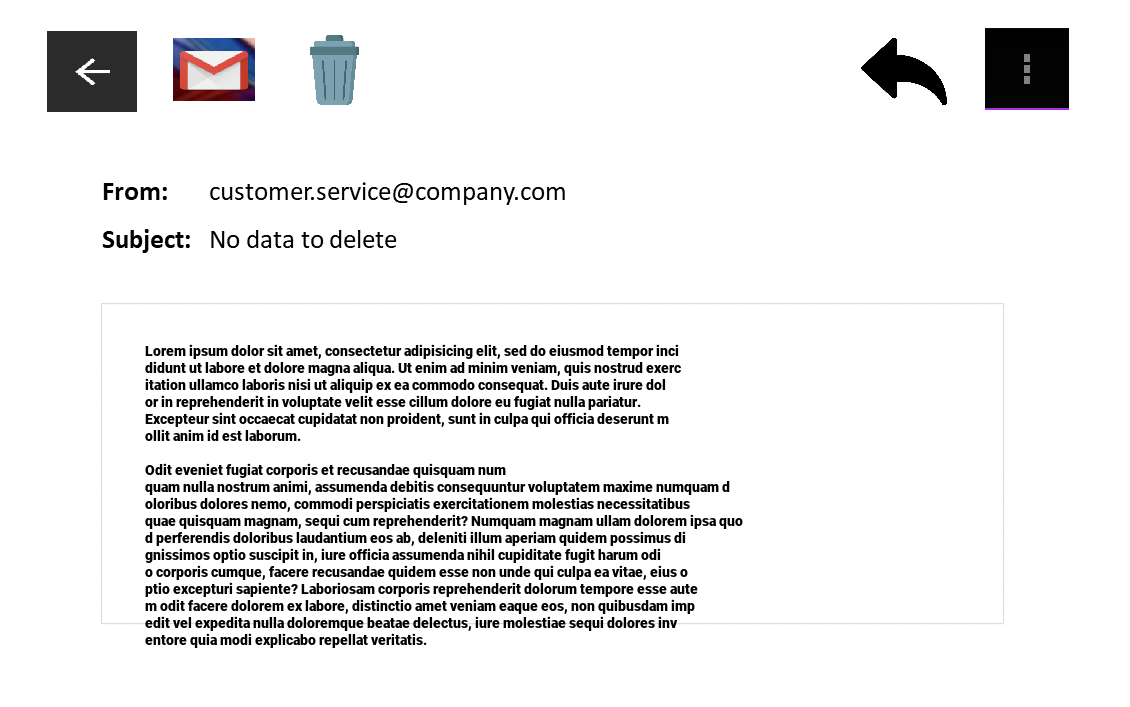 From: customer.service@company.com
Subject: No data to delete
Lorem ipsum dolor sit amet, consectetur adipisicing elit, sed do eiusmod tempor inci
didunt ut labore et dolore magna aliqua. Ut enim ad minim veniam, quis nostrud exerc
itation ullamco laboris nisi ut aliquip ex ea commodo consequat. Duis aute irure dol
or in reprehenderit in voluptate velit esse cillum dolore eu fugiat nulla pariatur.
Excepteur sint occaecat cupidatat non proident, sunt in culpa qui officia deserunt m
ollit anim id est laborum.
Odit eveniet fugiat corporis et recusandae quisquam num
quam nulla nostrum animi, assumenda debitis consequuntur voluptatem maxime numquam d
oloribus dolores nemo, commodi perspiciatis exercitationem molestias necessitatibus
quae quisquam magnam, sequi cum reprehenderit? Numquam magnam ullam dolorem ipsa quo
d perferendis doloribus laudantium eos ab, deleniti illum aperiam quidem possimus di
gnissimos optio suscipit in, iure officia assumenda nihil cupiditate fugit harum odi
o corporis cumque, facere recusandae quidem esse non unde qui culpa ea vitae, eius o
ptio excepturi sapiente? Laboriosam corporis reprehenderit dolorum tempore esse aute
m odit facere dolorem ex labore, distinctio amet veniam eaque eos, non quibusdam imp
edit vel expedita nulla doloremque beatae delectus, iure molestiae sequi dolores inv
entore quia modi explicabo repellat veritatis.